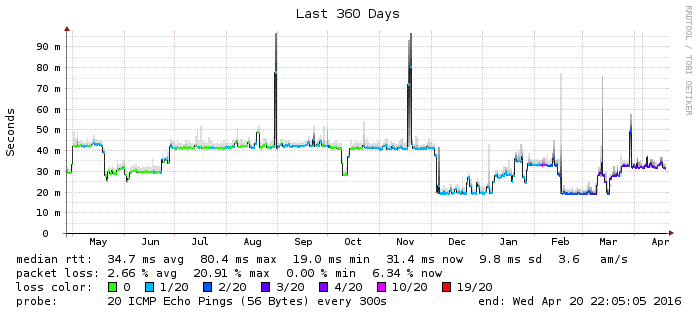 Last 360 Days
RRDTOOL / TOBI OETIKER
Seconds
90 m
80 m
70 m
60 m
50 m
40 m
30 m
20 m
10 m
0
May Jun Jul Aug Sep Oct Nov Dec Jan Feb Mar Apr
median rtt: 34.7 ms avg 80.4 ms max 19.0 ms min 31.4 ms now 9.8 ms sd 3.6 am/s
packet loss: 2.66 % avg 20.91 % max 0.00 % min 6.34 % now
loss color: 0 1/20 2/20 3/20 4/20 10/20 19/20
probe: 20 ICMP Echo Pings (56 Bytes) every 300s end: Wed Apr 20 22:05:05 2016